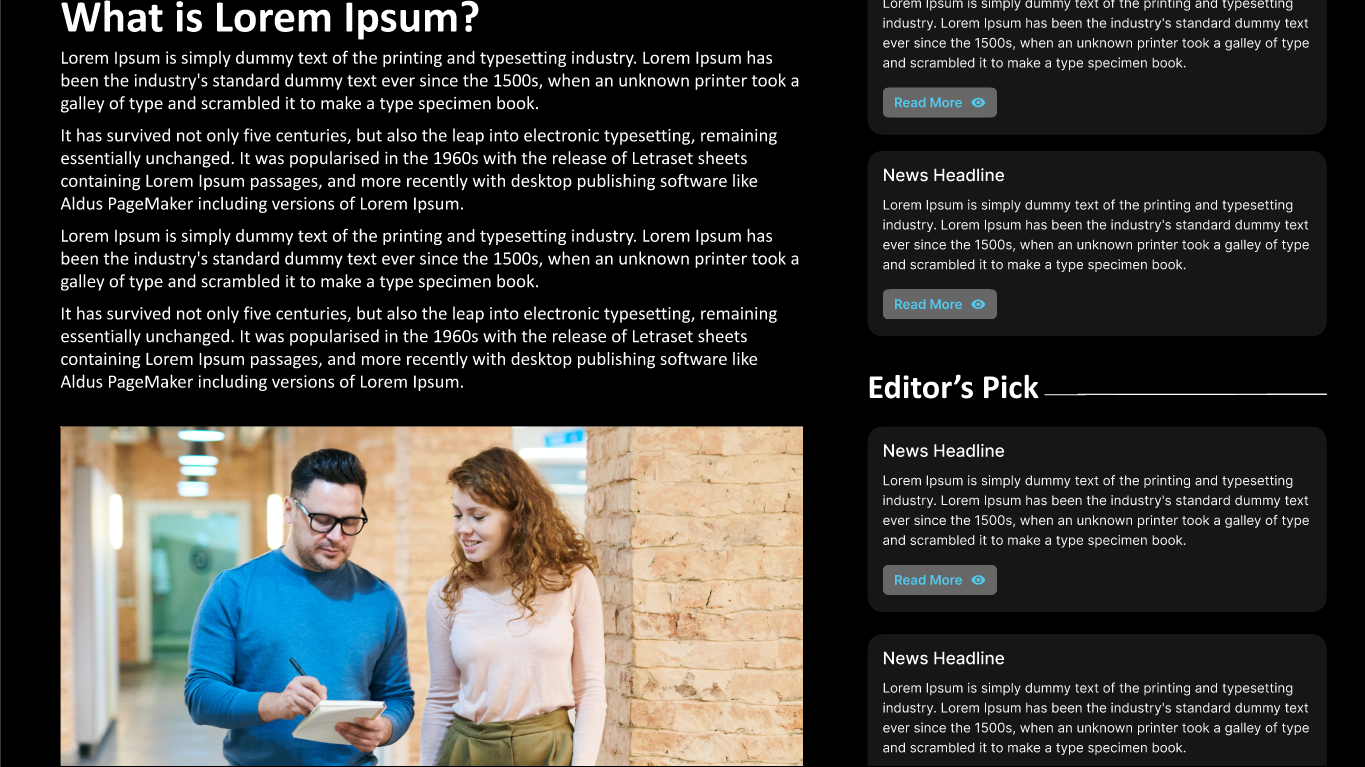 What is Lorem Ipsum?
Lorem Ipsum is simply dummy text of the printing and typesetting industry. Lorem Ipsum has
been the industry's standard dummy text ever since the 1500s, when an unknown printer took a
galley of type and scrambled it to make a type specimen book.
It has survived not only five centuries, but also the leap into electronic typesetting, remaining
essentially unchanged. It was popularised in the 1960s with the release of Letraset sheets
containing Lorem Ipsum passages, and more recently with desktop publishing software like
Aldus PageMaker including versions of Lorem Ipsum.
Lorem Ipsum is simply dummy text of the printing and typesetting industry. Lorem Ipsum has
been the industry's standard dummy text ever since the 1500s, when an unknown printer took a
galley of type and scrambled it to make a type specimen book.
It has survived not only five centuries, but also the leap into electronic typesetting, remaining
essentially unchanged. It was popularised in the 1960s with the release of Letraset sheets
containing Lorem Ipsum passages, and more recently with desktop publishing software like
Aldus PageMaker including versions of Lorem Ipsum.
Lorem Ipsum is simply dummy text of the printing and typesetting
industry. Lorem Ipsum has been the industry's standard dummy text
ever since the 1500s, when an unknown printer took a galley of type
and scrambled it to make a type specimen book.
Read More
News Headline
Lorem Ipsum is simply dummy text of the printing and typesetting
industry. Lorem Ipsum has been the industry's standard dummy text
ever since the 1500s, when an unknown printer took a galley of type
and scrambled it to make a type specimen book.
Read More
Editor’s Pick
News Headline
Lorem Ipsum is simply dummy text of the printing and typesetting
industry. Lorem Ipsum has been the industry's standard dummy text
ever since the 1500s, when an unknown printer took a galley of type
and scrambled it to make a type specimen book.
Read More
News Headline
Lorem Ipsum is simply dummy text of the printing and typesetting
industry. Lorem Ipsum has been the industry's standard dummy text
ever since the 1500s, when an unknown printer took a galley of type
and scrambled it to make a type specimen book.